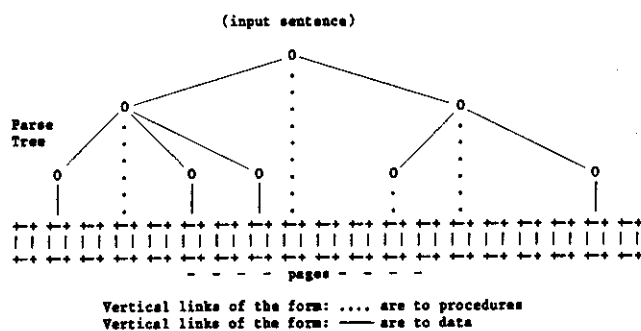 (input sentence)
Parse
Tree
- - - - - pages - - - -
Vertical links of the form: .... are to procedures
Vertical links of the form: —— are to data